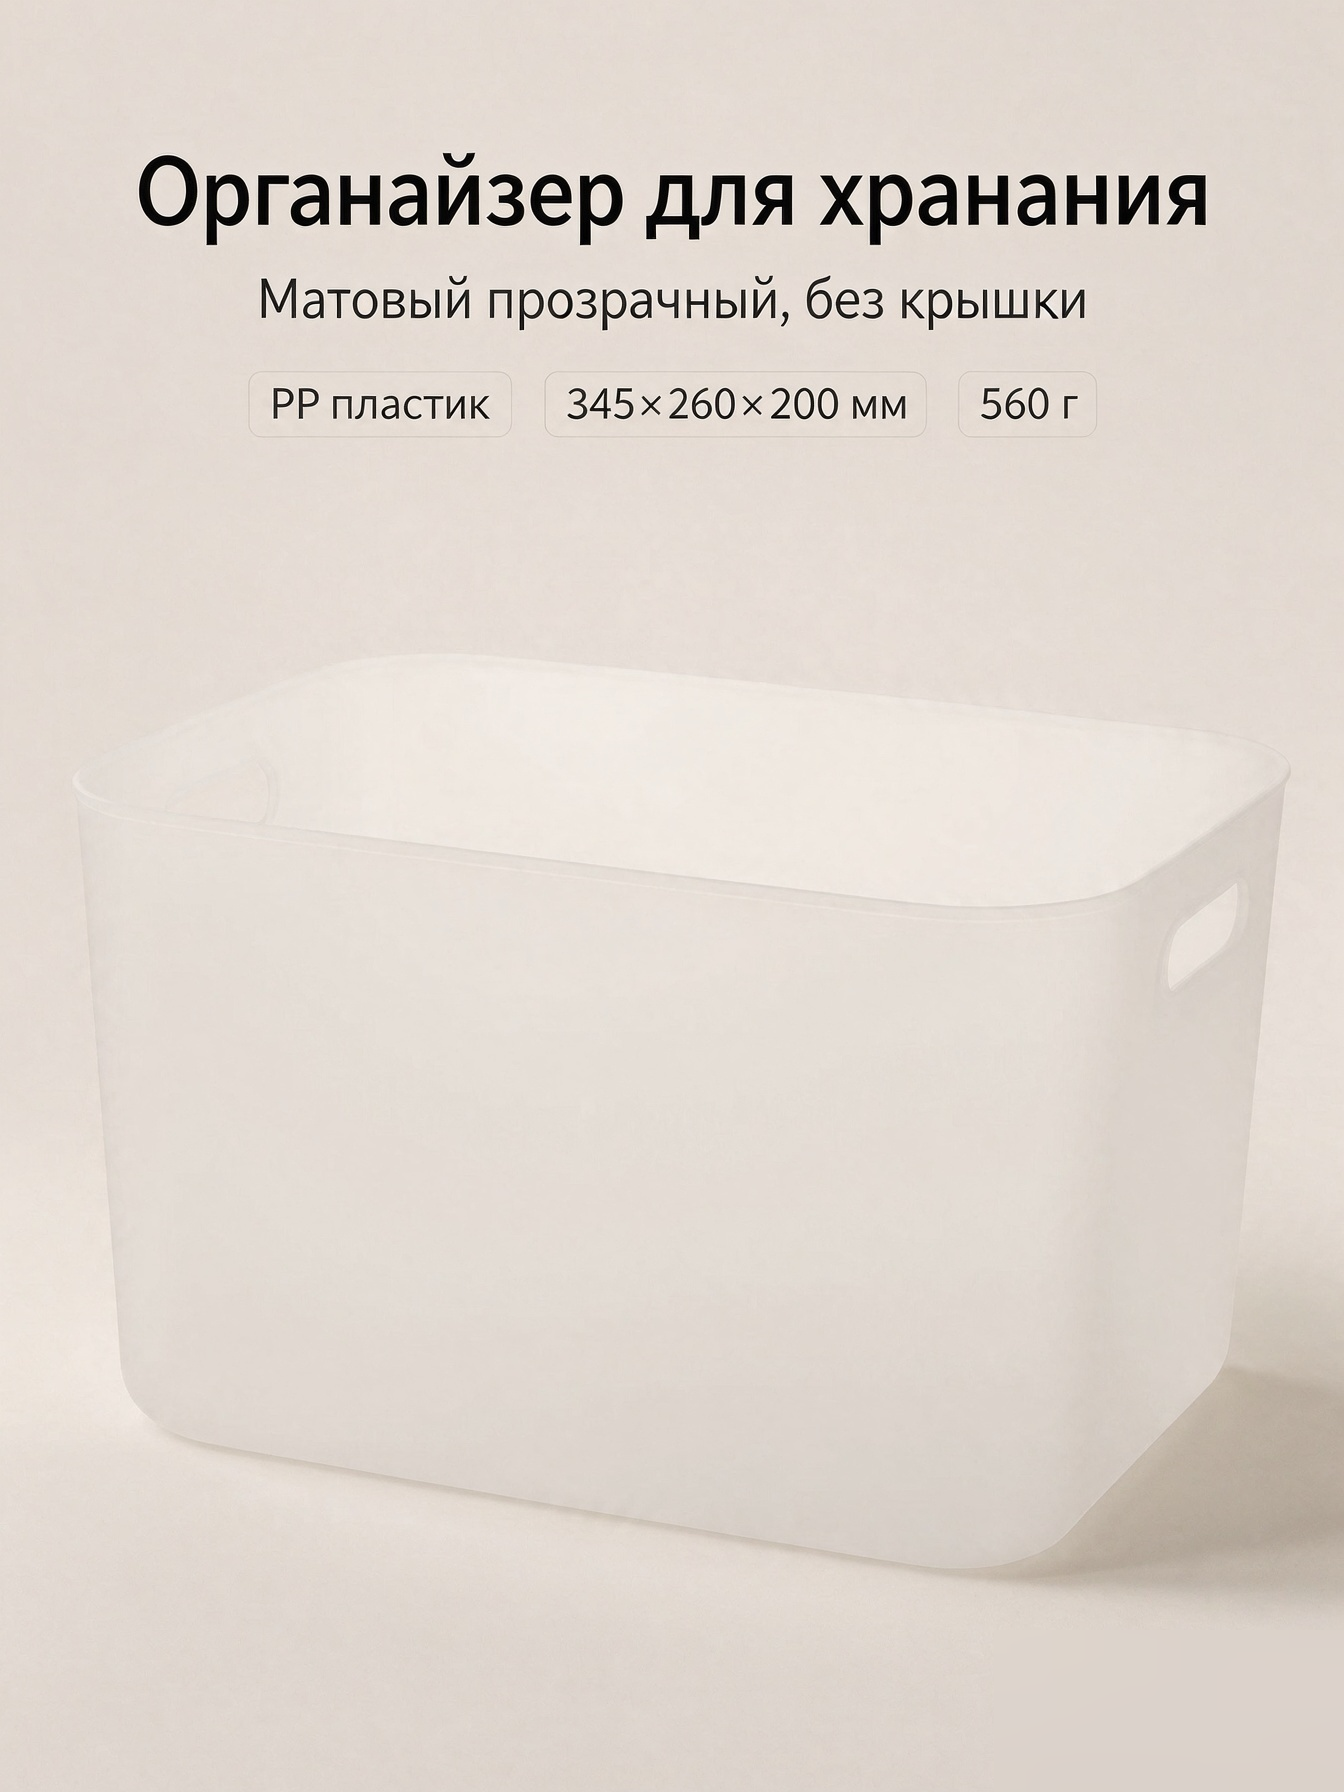 Органайзер для хранания
Матовый прозрачный, без крышки
PP пластик 345×260×200 мм 560 г